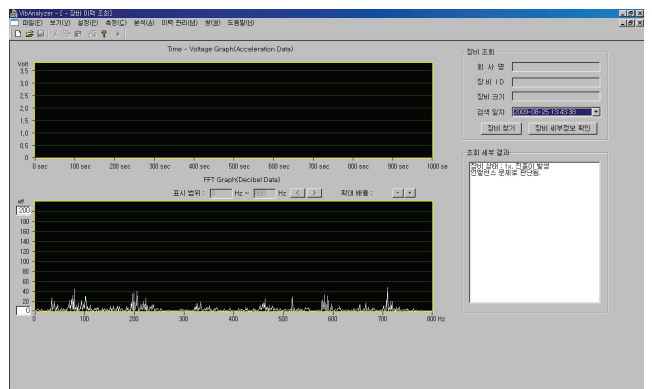 VibAnalyzer - [ - 장비 이력 조회]
파일(F) 보기(V) 설정(P) 측정(C) 분석(A) 이력 관리(M) 창(W) 도움말(H)
Time - Voltage Graph(Acceleration Data)
Volt
3,5
3,0
2,5
2,0
1,5
1,0
0,5
0
0 sec 100 sec 200 sec 300 sec 400 sec 500 sec 600 sec 700 sec 800 sec 900 sec 1000 se
FFT Graph(Decibel Data)
표시 범위 : Hz ~ Hz < > 확대 배율 : - +
200
180
160
140
120
100
80
60
40
20
0
0 100 200 300 400 500 600 700 800 Hz
장비 조회
회 사 명
장 비 I D
장비 크기
검색 일자 2009-08-25 13:43:38
장비 찾기 장비 세부정보 확인
조회 세부 결과
장비 상태 : 1x, 진동이 발생
언밸런스 문제로 판단됨.